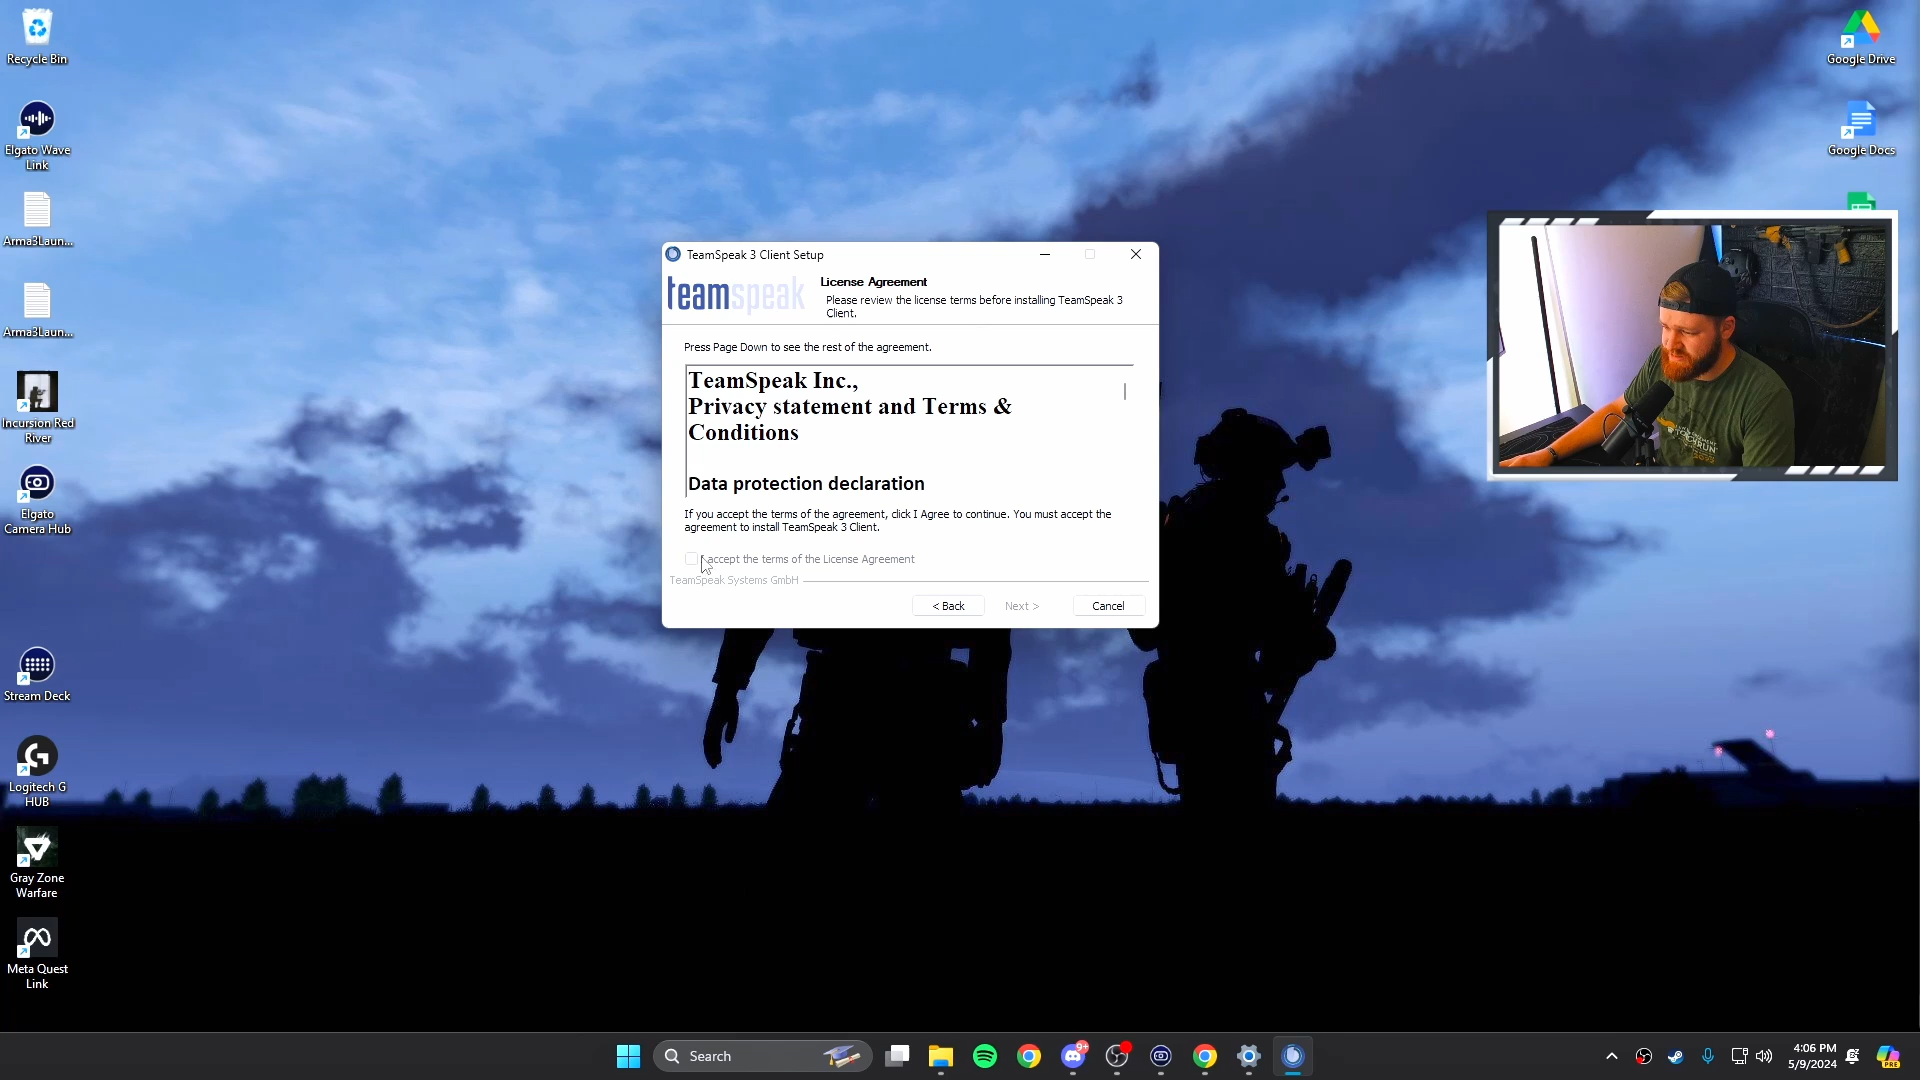 Recycle Bin
Elgato Wave
Link
Arma3Laun...
Arma3Laun...
Incursion Red
River
Elgato
Camera Hub
Stream Deck
Logitech G
HUB
Gray Zone
Warfare
Meta Quest
Link
Google Drive
Google Docs
TeamSpeak 3 Client Setup
teamspeak
License Agreement
Please review the license terms before installing TeamSpeak 3
Client.
Press Page Down to see the rest of the agreement.
TeamSpeak Inc.,
Privacy statement and Terms &
Conditions
Data protection declaration
If you accept the terms of the agreement, click I Agree to continue. You must accept the
agreement to install TeamSpeak 3 Client.
I accept the terms of the License Agreement
TeamSpeak Systems GmbH
< Back
Next >
Cancel
Search
9+
4:06 PM
5/9/2024
PRE